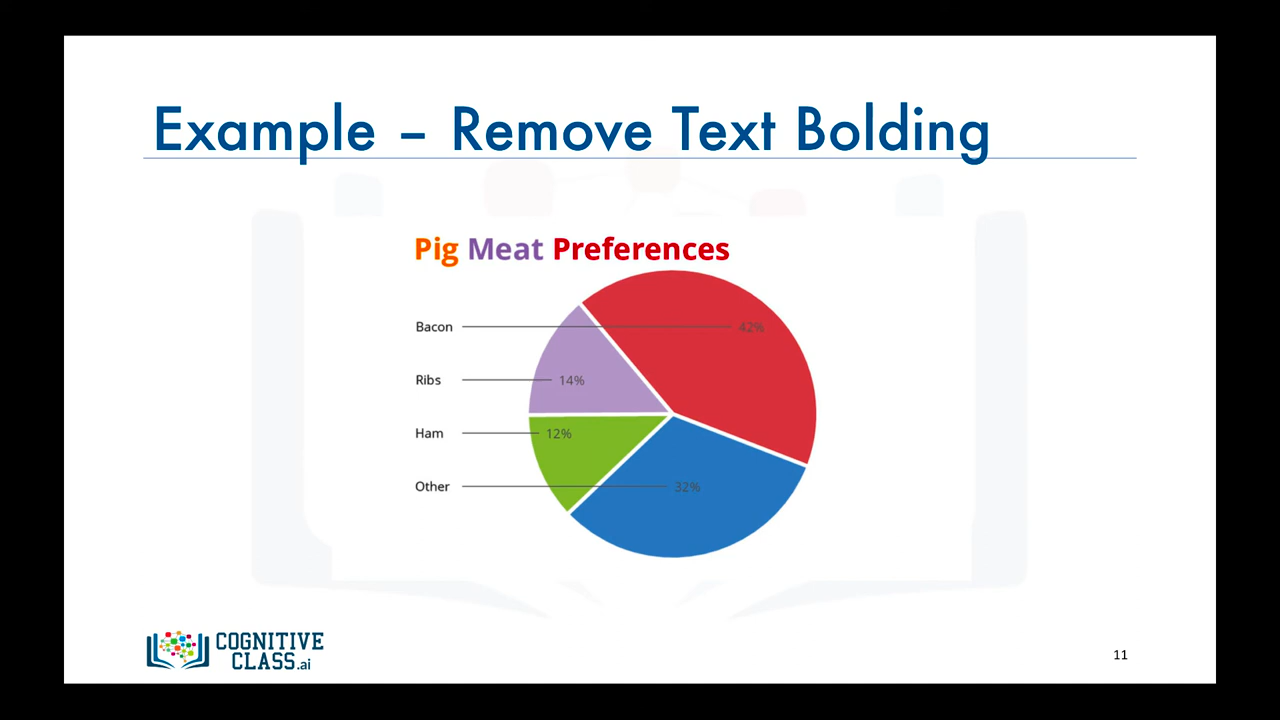 Example – Remove Text Bolding
Pig Meat Preferences
Bacon 42%
Ribs 14%
Ham 12%
Other 32%
COGNITIVE
CLASS.ai
11